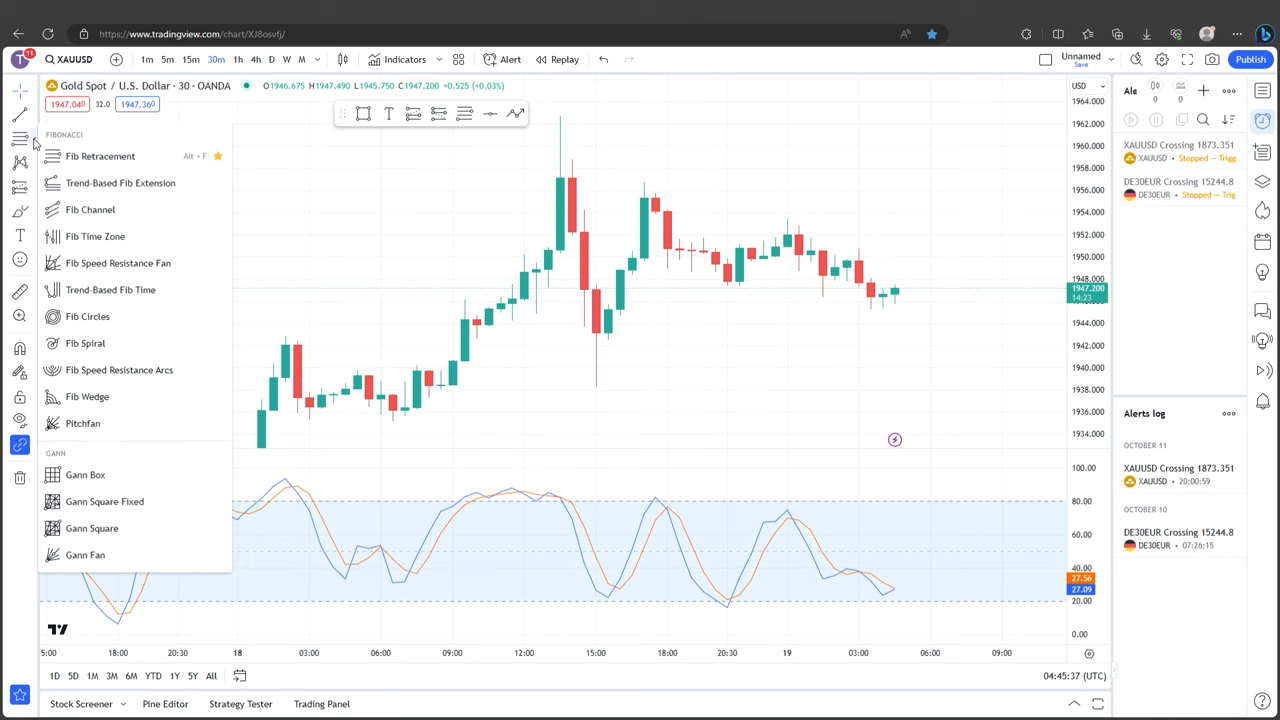 https://www.tradingview.com/chart/XJ8osvfj/
T 11 XAUUSD 1m 5m 15m 30m 1h 4h D W M Indicators Alert Replay Unnamed Save Publish
Gold Spot / U.S. Dollar · 30 · OANDA O1946.675 H1947.490 L1945.750 C1947.200 +0.525 (+0.03%)
1947.040 32.0 1947.360
FIBONACCI
Fib Retracement Alt + F
Trend-Based Fib Extension
Fib Channel
Fib Time Zone
Fib Speed Resistance Fan
Trend-Based Fib Time
Fib Circles
Fib Spiral
Fib Speed Resistance Arcs
Fib Wedge
Pitchfan
GANN
Gann Box
Gann Square Fixed
Gann Square
Gann Fan
T
USD
1964.000
1962.000
1960.000
1958.000
1956.000
1954.000
1952.000
1950.000
1948.000
1947.200
14:23
1944.000
1942.000
1940.000
1938.000
1936.000
1934.000
100.00
80.00
60.00
40.00
27.56
27.09
20.00
0.00
5:00 18:00 20:30 18 03:00 06:00 09:00 12:00 15:00 18:00 20:30 19 03:00 06:00 09:00
1D 5D 1M 3M 6M YTD 1Y 5Y All 04:45:37 (UTC)
Stock Screener Pine Editor Strategy Tester Trading Panel
Ale 0 0
XAUUSD Crossing 1873.351
XAUUSD • Stopped — Trigg
DE30EUR Crossing 15244.8
DE30EUR • Stopped — Trig
Alerts log
OCTOBER 11
XAUUSD Crossing 1873.351
XAUUSD • 20:00:59
OCTOBER 10
DE30EUR Crossing 15244.8
DE30EUR • 07:26:15